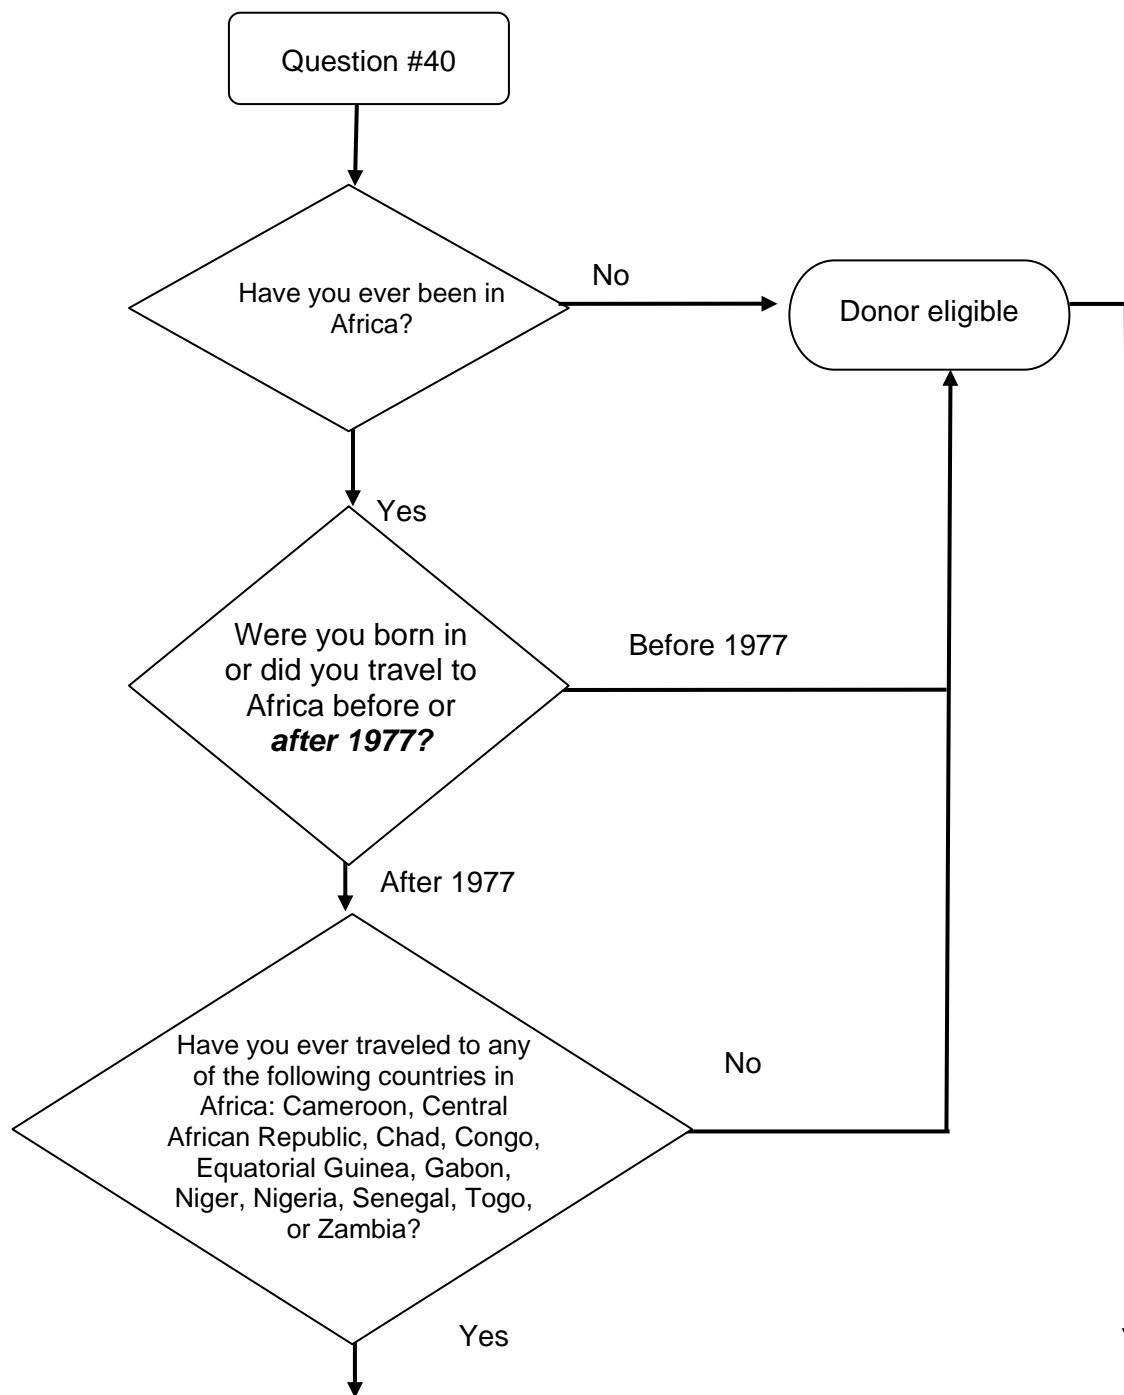 Question #40
Have you ever been in
Africa?
No
Donor eligible
Yes
Were you born in
or did you travel to
Africa before or
after 1977?
Before 1977
After 1977
Have you ever traveled to any
of the following countries in
Africa: Cameroon, Central
African Republic, Chad, Congo,
Equatorial Guinea, Gabon,
Niger, Nigeria, Senegal, Togo,
or Zambia?
No
Yes